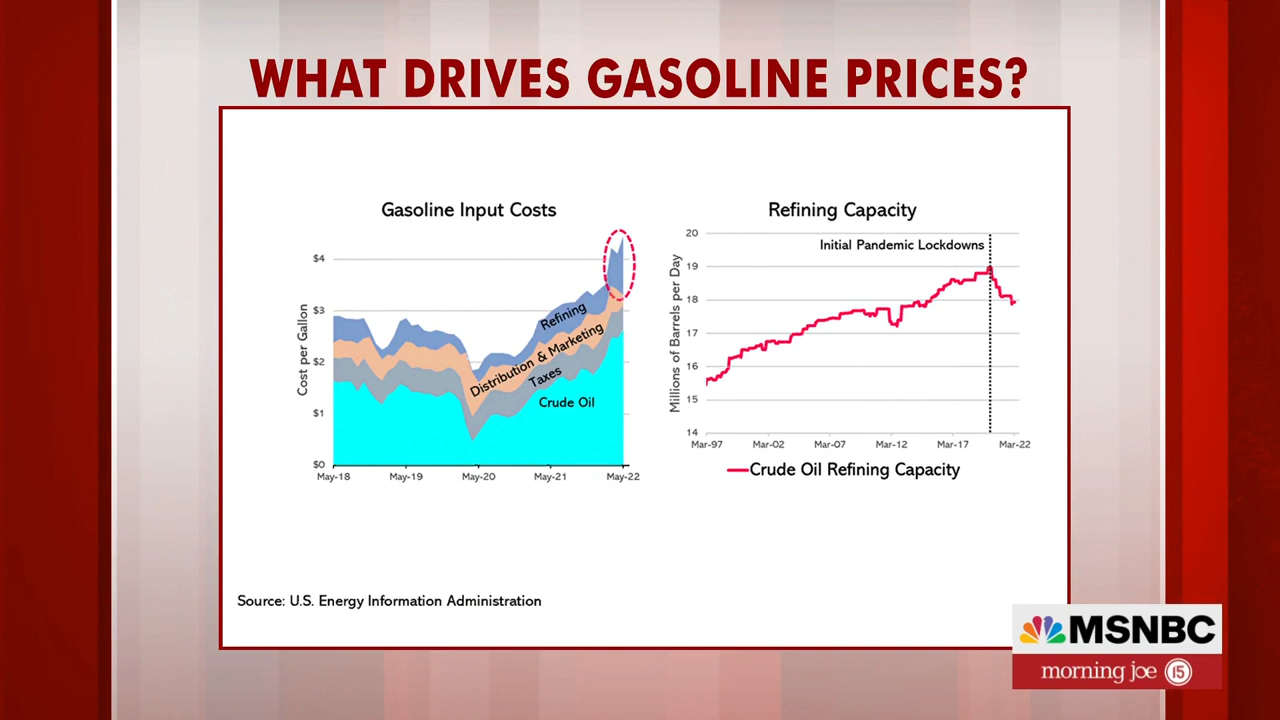 WHAT DRIVES GASOLINE PRICES?
Gasoline Input Costs
Cost per Gallon
$4
$3
$2
$1
$0
Refining
Distribution & Marketing
Taxes
Crude Oil
May-18
May-19
May-20
May-21
May-22
Refining Capacity
Millions of Barrels per Day
20
19
18
17
16
15
14
Initial Pandemic Lockdowns
Mar-97
Mar-02
Mar-07
Mar-12
Mar-17
Mar-22
Crude Oil Refining Capacity
Source: U.S. Energy Information Administration
MSNBC
morning joe 15